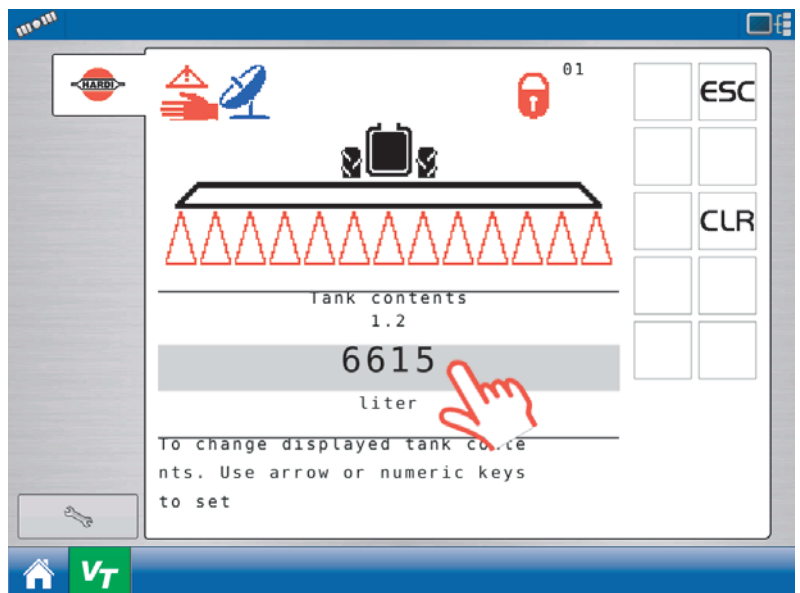 HARDI
01
ESC
CLR
Tank contents
1.2
6615
liter
To change displayed tank conte
nts. Use arrow or numeric keys
to set
VT